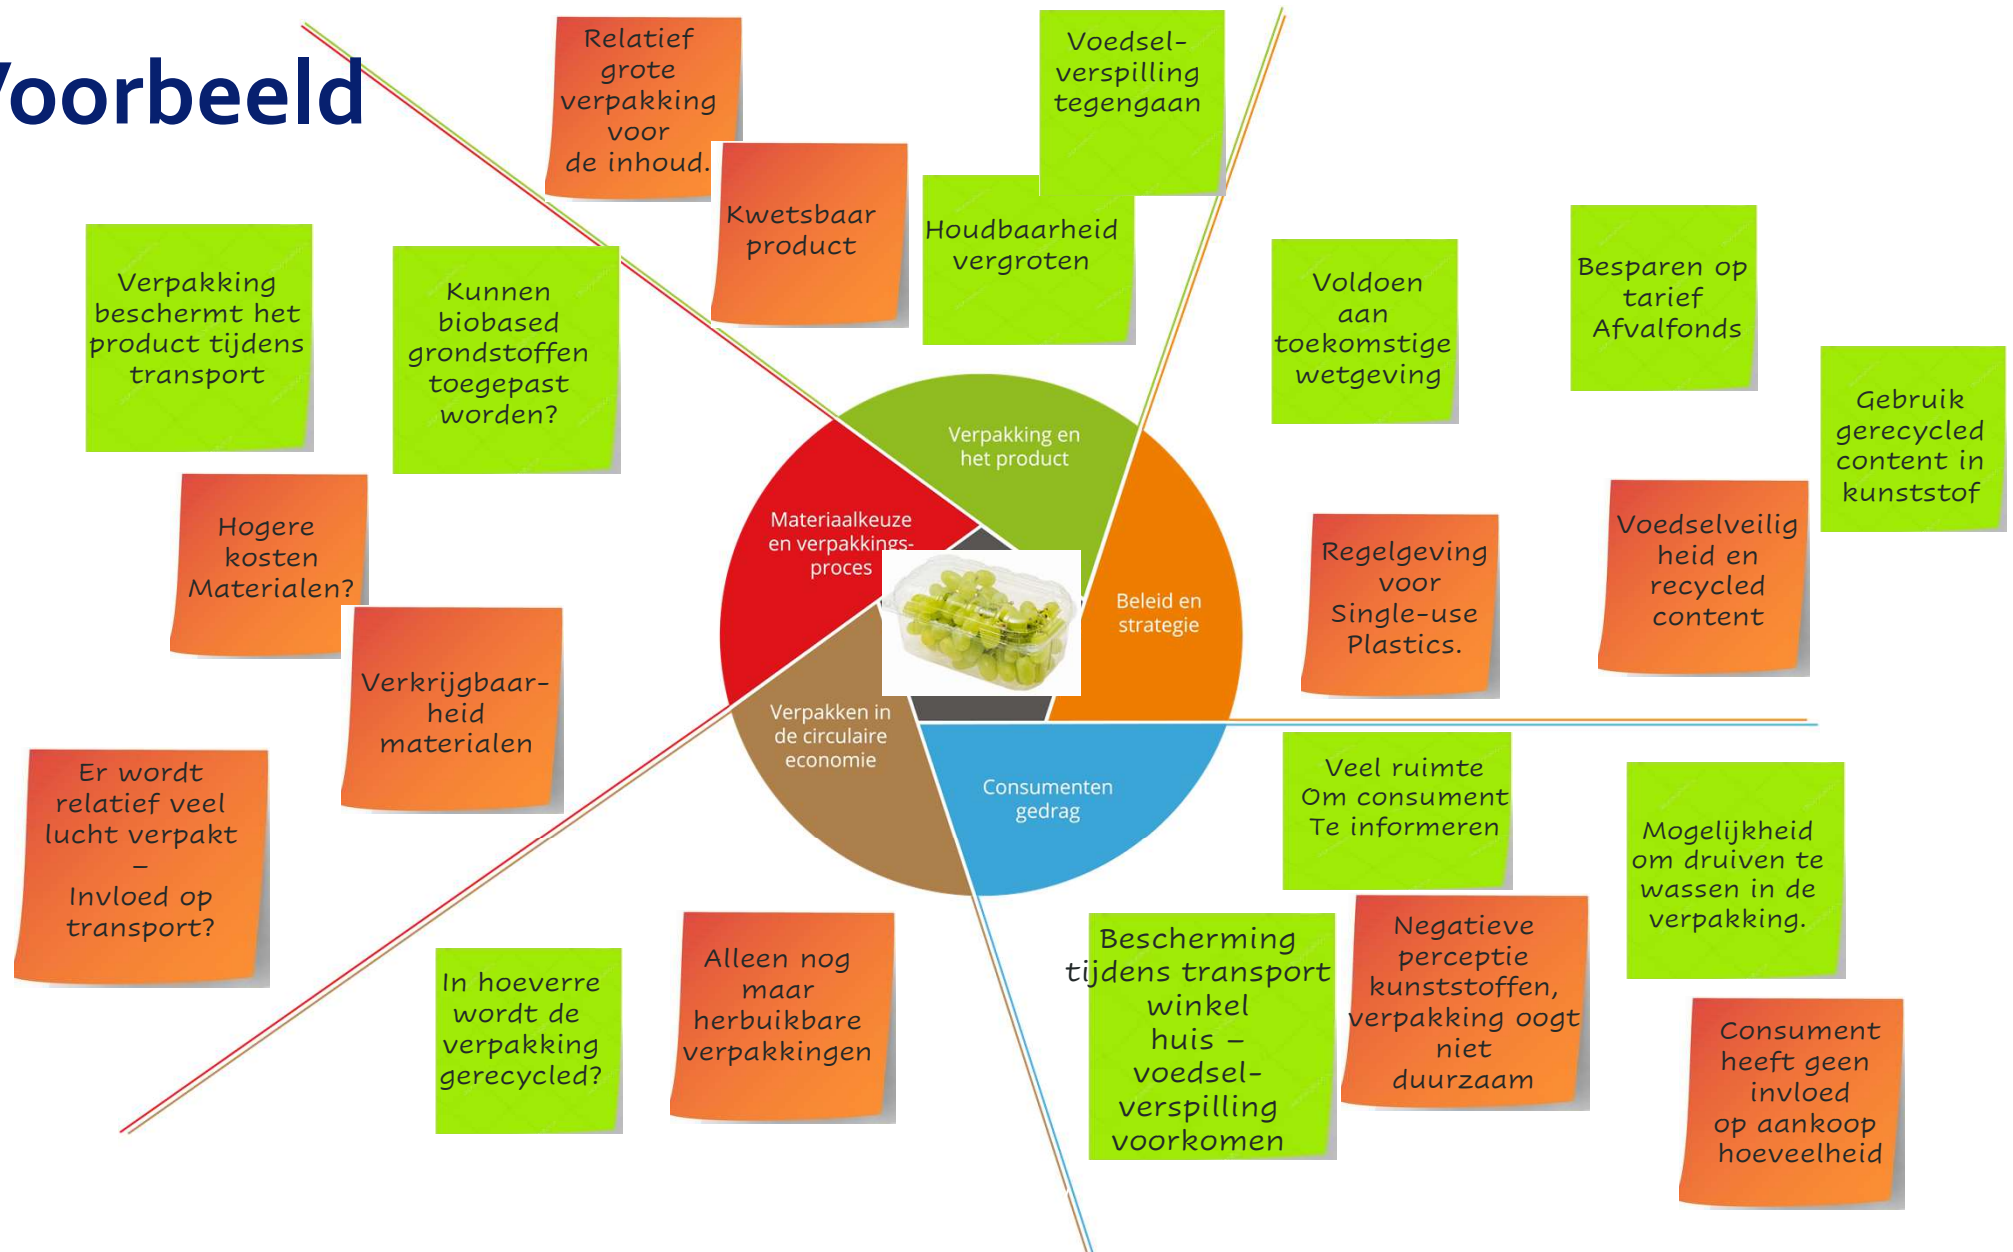 Voorbeeld
Relatief
grote
verpakking
voor
de inhoud.
Kwetsbaar
product
Voedsel-
verspilling
tegengaan
Houdbaarheid
vergroten
Verpakking
beschermt het
product tijdens
transport
Kunnen
biobased
grondstoffen
toegepast
worden?
Hogere
kosten
Materialen?
Verkrijgbaar-
heid
materialen
Er wordt
relatief veel
lucht verpakt
–
Invloed op
transport?
Voldoen
aan
toekomstige
wetgeving
Besparen op
tarief
Afvalfonds
Gebruik
gerecycled
content in
kunststof
Regelgeving
voor
Single-use
Plastics.
Voedselveilig
heid en
recycled
content
Verpakking en
het product
Materiaalkeuze
en verpakkings-
proces
Beleid en
strategie
Verpakken in
de circulaire
economie
Consumenten
gedrag
In hoeverre
wordt de
verpakking
gerecycled?
Alleen nog
maar
herbuikbare
verpakkingen
Veel ruimte
Om consument
Te informeren
Mogelijkheid
om druiven te
wassen in de
verpakking.
Bescherming
tijdens transport
winkel
huis –
voedsel-
verspilling
voorkomen
Negatieve
perceptie
kunststoffen,
verpakking oogt
niet
duurzaam
Consument
heeft geen
invloed
op aankoop
hoeveelheid